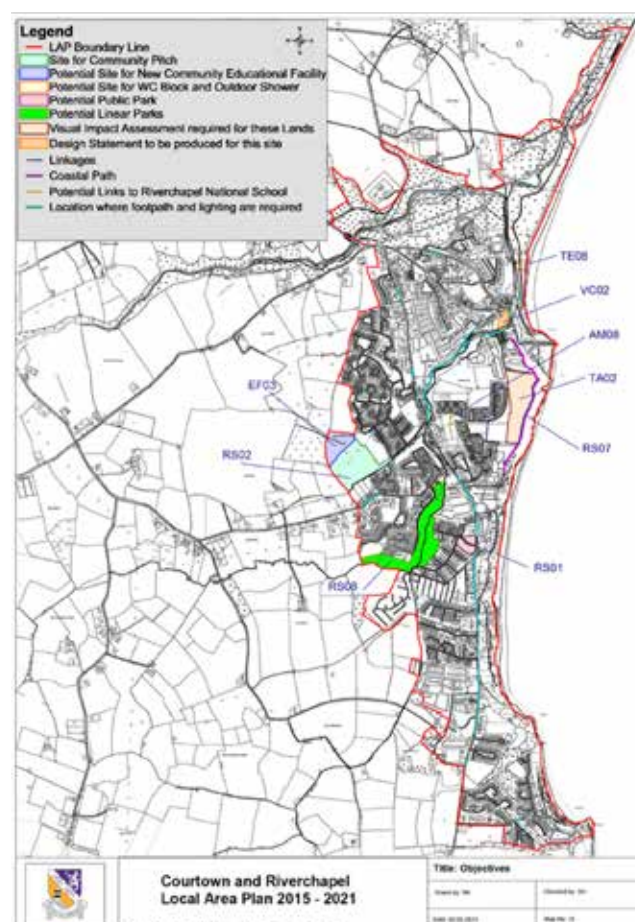 Legend
LAP Boundary Line
Site for Community Pitch
Potential Site for New Community Educational Facility
Potential Site for WC Block and Outdoor Shower
Potential Public Park
Potential Linear Parks
Visual Impact Assessment required for these Lands
Design Statement to be produced for this site
Linkages
Coastal Path
Potential Links to Riverchapel National School
Location where footpath and lighting are required
TE08
VC02
AM08
TA02
EF03
RS07
RS02
RS01
RS08
Courtown and Riverchapel
Local Area Plan 2015 - 2021
Title: Objectives